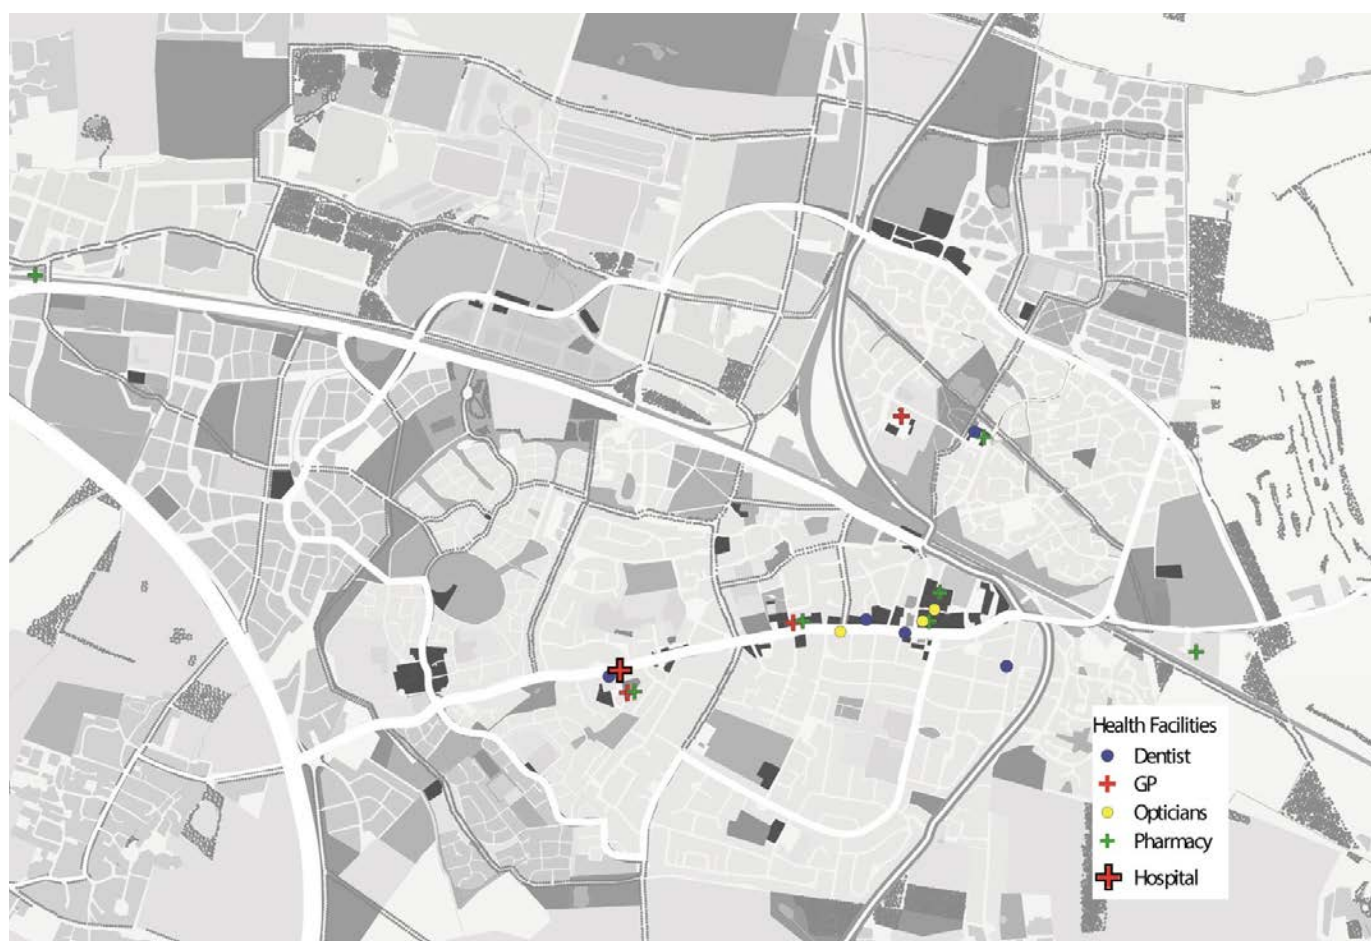 Health Facilities
Dentist
GP
Opticians
Pharmacy
Hospital